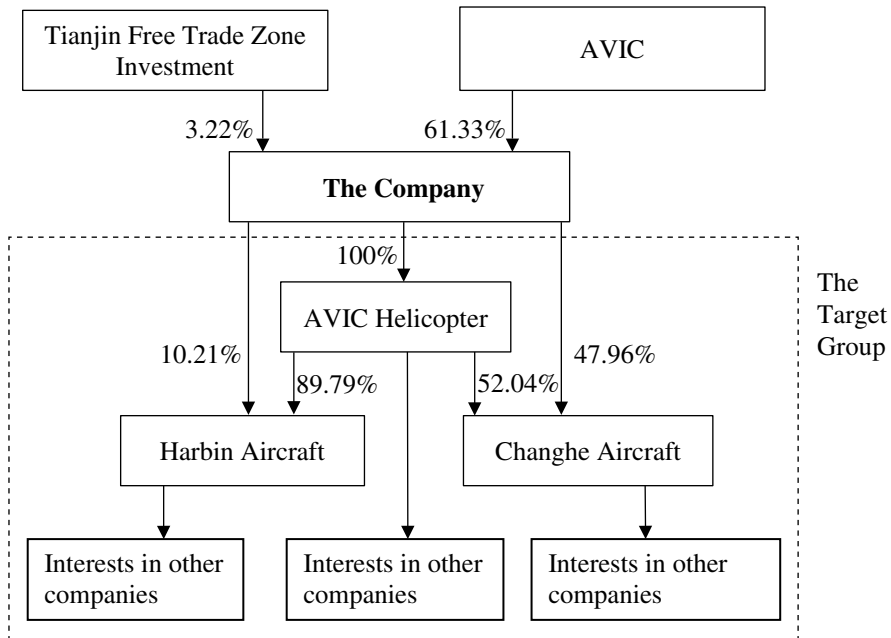 Tianjin Free Trade Zone
Investment
AVIC
3.22%
61.33%
The Company
100%
The
Target
Group
AVIC Helicopter
10.21%
89.79%
52.04%
47.96%
Harbin Aircraft
Changhe Aircraft
Interests in other
companies
Interests in other
companies
Interests in other
companies